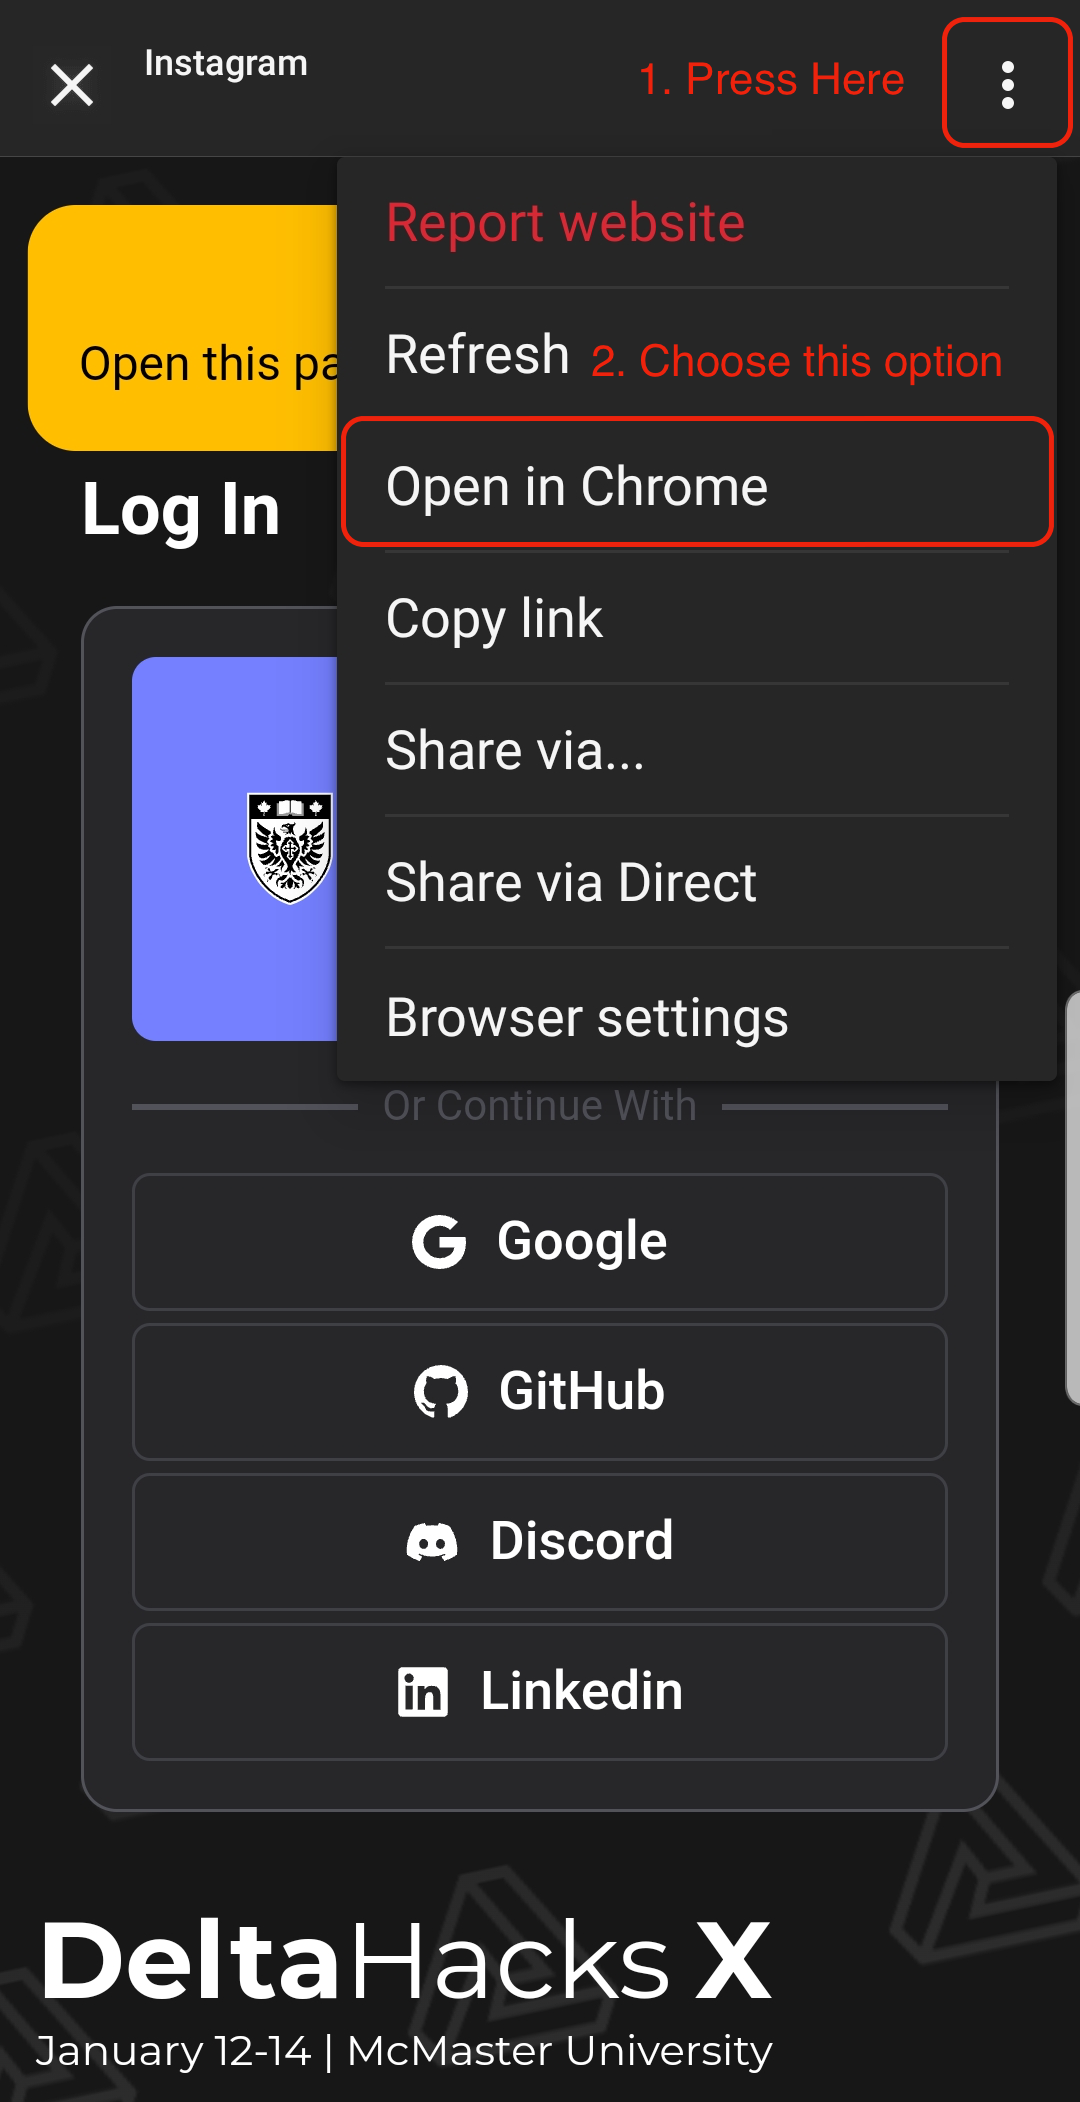 Instagram
1. Press Here
Report website
Refresh
2. Choose this option
Open this
Open in Chrome
Log In
Copy link
Share via...
Share via Direct
Browser settings
Or Continue With
Google
GitHub
Discord
in Linkedin
DeltaHacks X
January 12-14 | McMaster University